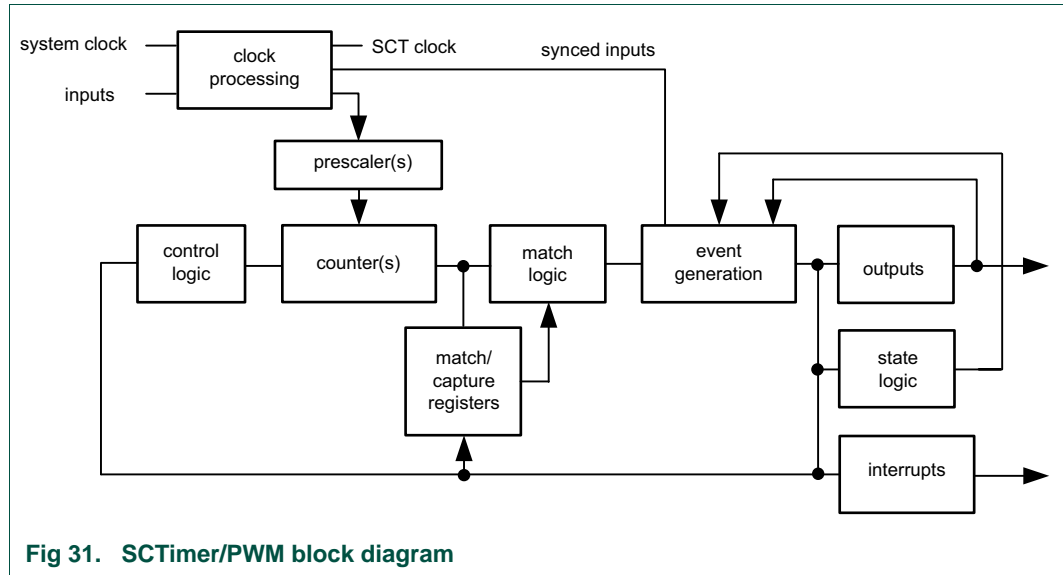 system clock
inputs
clock
processing
SCT clock
synced inputs
prescaler(s)
control
logic
counter(s)
match
logic
event
generation
outputs
match/
capture
registers
state
logic
interrupts
Fig 31. SCTimer/PWM block diagram